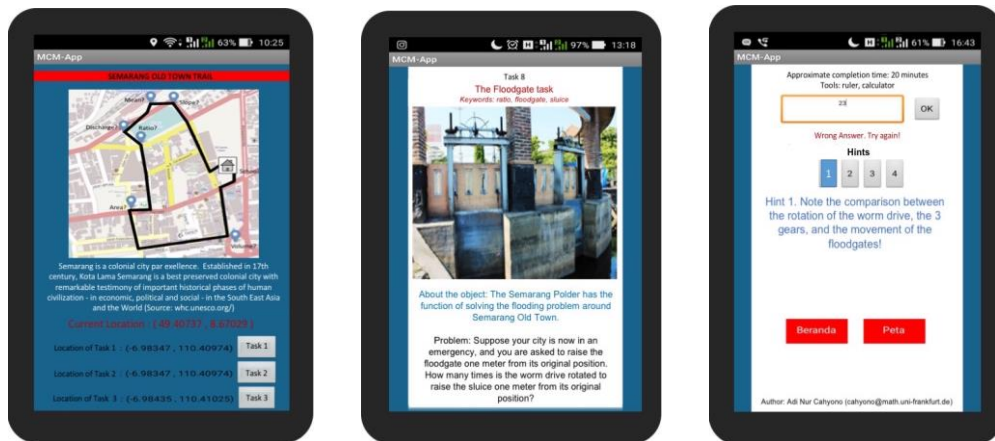 63% 10:25
MCM-App
SEMARANG OLD TOWN TRAIL
Mean?
Slope?
Discharge?
Ratio?
Area?
Volume?
Semarang is a colonial city par exellence. Established in 17th
century, Kota Lama Semarang is a best preserved colonial city with
remarkable testimony of important historical phases of human
civilization - in economic, political and social - in the South East Asia
and the World (Source: whc.unesco.org/)
Current Location : ( 49.40737 , 8.67029 )
Location of Task 1 : (-6.98347 , 110.40974) Task 1
Location of Task 2 : (-6.98347 , 110.40974) Task 2
Location of Task 3 : (-6.98435 , 110.41025) Task 3
97% 13:18
MCM-App
Task 8
The Floodgate task
Keywords: ratio, floodgate, sluice
About the object: The Semarang Polder has the
function of solving the flooding problem around
Semarang Old Town.
Problem: Suppose your city is now in an
emergency, and you are asked to raise the
floodgate one meter from its original position.
How many times is the worm drive rotated to
raise the sluice one meter from its original
position?
61% 16:43
MCM-App
Approximate completion time: 20 minutes
Tools: ruler, calculator
23 OK
Wrong Answer. Try again!
Hints
1 2 3 4
Hint 1. Note the comparison between
the rotation of the worm drive, the 3
gears, and the movement of the
floodgates!
Beranda Peta
Author: Adi Nur Cahyono (cahyono@math.uni-frankfurt.de)